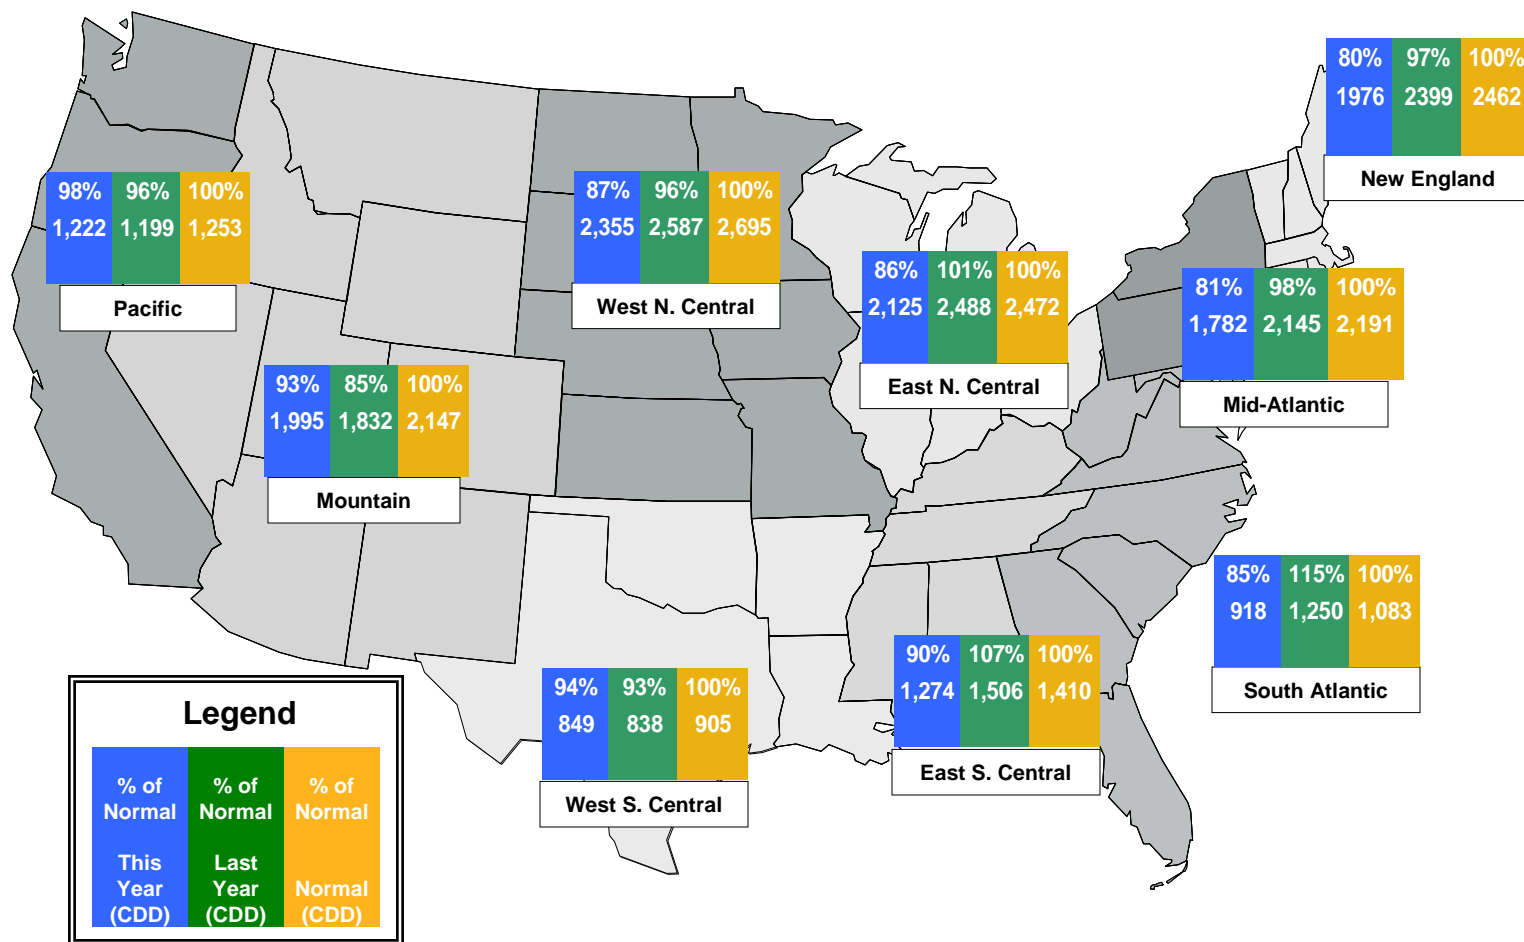 80% 97% 100%
1976 2399 2462
New England
98% 96% 100%
1,222 1,199 1,253
Pacific
87% 96% 100%
2,355 2,587 2,695
West N. Central
86% 101% 100%
2,125 2,488 2,472
East N. Central
81% 98% 100%
1,782 2,145 2,191
Mid-Atlantic
93% 85% 100%
1,995 1,832 2,147
Mountain
85% 115% 100%
918 1,250 1,083
South Atlantic
90% 107% 100%
1,274 1,506 1,410
East S. Central
94% 93% 100%
849 838 905
West S. Central
Legend
% of
Normal
This
Year
(CDD)
% of
Normal
Last
Year
(CDD)
% of
Normal
Normal
(CDD)